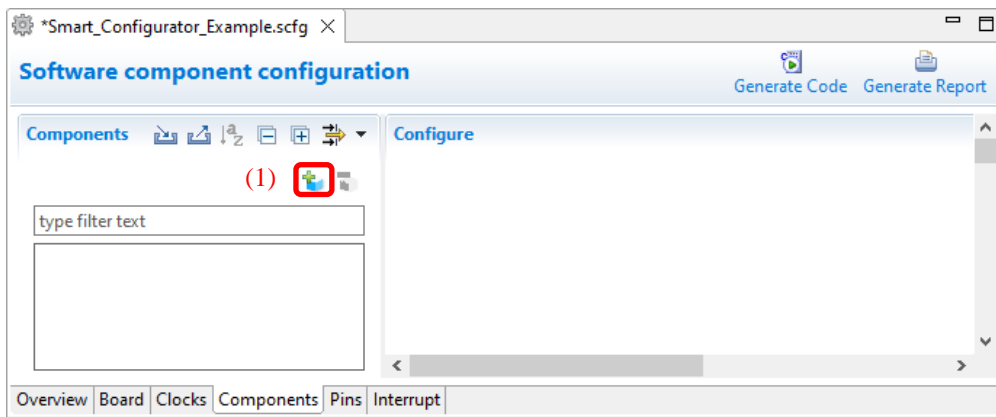 *Smart_Configurator_Example.scfg
Software component configuration
Generate Code Generate Report
Components
Configure
(1)
type filter text
Overview Board Clocks Components Pins Interrupt